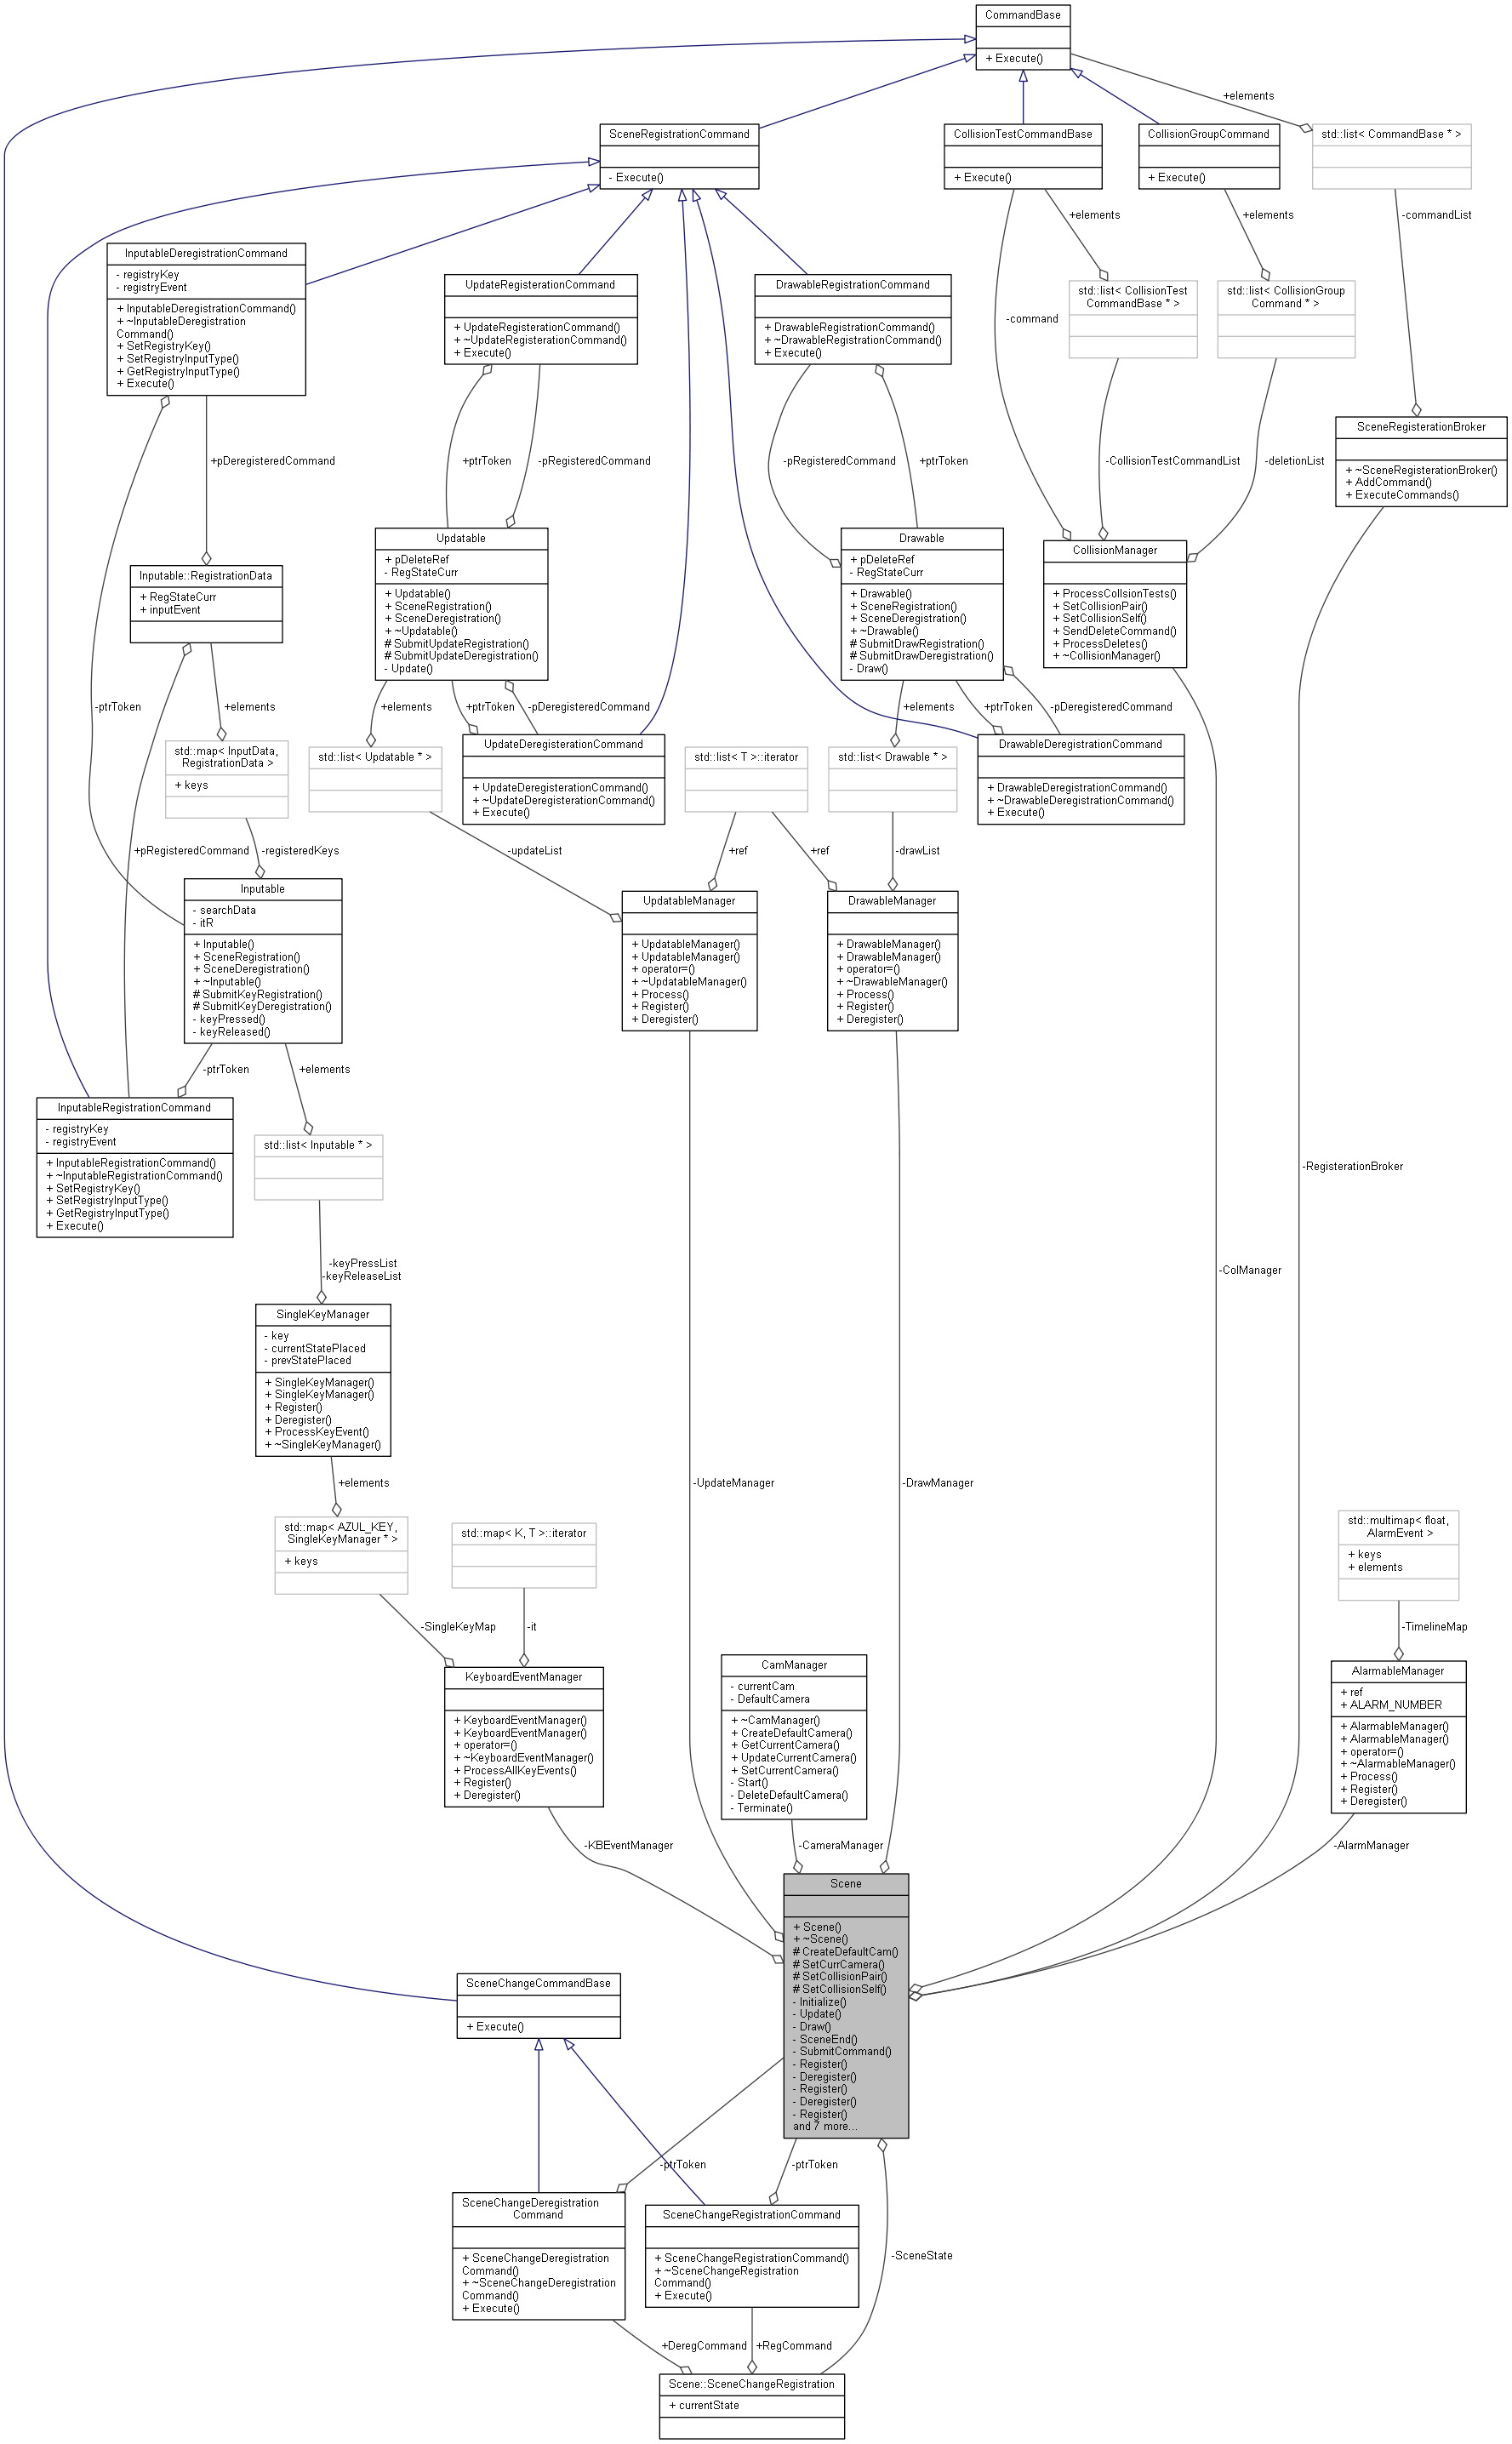 CommandBase
+ Execute()
+elements
SceneRegistrationCommand
- Execute()
CollisionTestCommandBase
+ Execute()
CollisionGroupCommand
+ Execute()
std::list< CommandBase * >
+elements
+elements
-commandList
InputableDeregistrationCommand
- registryKey
- registryEvent
+ InputableDeregistrationCommand()
+ ~InputableDeregistration
Command()
+ SetRegistryKey()
+ SetRegistryInputType()
+ GetRegistryInputType()
+ Execute()
UpdateRegisterationCommand
+ UpdateRegisterationCommand()
+ ~UpdateRegisterationCommand()
+ Execute()
DrawableRegistrationCommand
+ DrawableRegistrationCommand()
+ ~DrawableRegistrationCommand()
+ Execute()
-command
std::list< CollisionTest
CommandBase * >
std::list< CollisionGroup
Command * >
+pDeregisteredCommand
+ptrToken
-pRegisteredCommand
-pRegisteredCommand
+ptrToken
-CollisionTestCommandList
-deletionList
SceneRegisterationBroker
+ ~SceneRegisterationBroker()
+ AddCommand()
+ ExecuteCommands()
Inputable::RegistrationData
+ RegStateCurr
+ inputEvent
Updatable
+ pDeleteRef
- RegStateCurr
+ Updatable()
+ SceneRegistration()
+ SceneDeregistration()
+ ~Updatable()
# SubmitUpdateRegistration()
# SubmitUpdateDeregistration()
- Update()
Drawable
+ pDeleteRef
- RegStateCurr
+ Drawable()
+ SceneRegistration()
+ SceneDeregistration()
+ ~Drawable()
# SubmitDrawRegistration()
# SubmitDrawDeregistration()
- Draw()
CollisionManager
+ ProcessCollsionTests()
+ SetCollisionPair()
+ SetCollisionSelf()
+ SendDeleteCommand()
+ ProcessDeletes()
+ ~CollisionManager()
-ptrToken
+elements
+elements
+ptrToken
-pDeregisteredCommand
+elements
+ptrToken
-pDeregisteredCommand
std::map< InputData,
RegistrationData >
+ keys
std::list< Updatable * >
UpdateDeregisterationCommand
+ UpdateDeregisterationCommand()
+ ~UpdateDeregisterationCommand()
+ Execute()
std::list< T >::iterator
std::list< Drawable * >
DrawableDeregistrationCommand
+ DrawableDeregistrationCommand()
+ ~DrawableDeregistrationCommand()
+ Execute()
+pRegisteredCommand
-registeredKeys
-updateList
+ref
+ref
-drawList
Inputable
- searchData
- itR
+ Inputable()
+ SceneRegistration()
+ SceneDeregistration()
+ ~Inputable()
# SubmitKeyRegistration()
# SubmitKeyDeregistration()
- keyPressed()
- keyReleased()
UpdatableManager
+ UpdatableManager()
+ UpdatableManager()
+ operator=()
+ ~UpdatableManager()
+ Process()
+ Register()
+ Deregister()
DrawableManager
+ DrawableManager()
+ DrawableManager()
+ operator=()
+ ~DrawableManager()
+ Process()
+ Register()
+ Deregister()
-ptrToken
+elements
InputableRegistrationCommand
- registryKey
- registryEvent
+ InputableRegistrationCommand()
+ ~InputableRegistrationCommand()
+ SetRegistryKey()
+ SetRegistryInputType()
+ GetRegistryInputType()
+ Execute()
std::list< Inputable * >
-RegisterationBroker
-keyPressList
-keyReleaseList
-ColManager
SingleKeyManager
- key
- currentStatePlaced
- prevStatePlaced
+ SingleKeyManager()
+ SingleKeyManager()
+ Register()
+ Deregister()
+ ProcessKeyEvent()
+ ~SingleKeyManager()
+elements
-UpdateManager
-DrawManager
std::map< AZUL_KEY,
SingleKeyManager * >
+ keys
std::map< K, T >::iterator
std::multimap< float,
AlarmEvent >
+ keys
+ elements
-SingleKeyMap
-it
-TimelineMap
KeyboardEventManager
+ KeyboardEventManager()
+ KeyboardEventManager()
+ operator=()
+ ~KeyboardEventManager()
+ ProcessAllKeyEvents()
+ Register()
+ Deregister()
CamManager
- currentCam
- DefaultCamera
+ ~CamManager()
+ CreateDefaultCamera()
+ GetCurrentCamera()
+ UpdateCurrentCamera()
+ SetCurrentCamera()
- Start()
- DeleteDefaultCamera()
- Terminate()
AlarmableManager
+ ref
+ ALARM_NUMBER
+ AlarmableManager()
+ AlarmableManager()
+ operator=()
+ ~AlarmableManager()
+ Process()
+ Register()
+ Deregister()
-KBEventManager
-CameraManager
-AlarmManager
Scene
+ Scene()
+ ~Scene()
# CreateDefaultCam()
# SetCurrCamera()
# SetCollisionPair()
# SetCollisionSelf()
- Initialize()
- Update()
- Draw()
- SceneEnd()
- SubmitCommand()
- Register()
- Deregister()
- Register()
- Deregister()
- Register()
and 7 more...
SceneChangeCommandBase
+ Execute()
-ptrToken
-ptrToken
SceneChangeDeregistration
Command
+ SceneChangeDeregistration
Command()
+ ~SceneChangeDeregistration
Command()
+ Execute()
SceneChangeRegistrationCommand
+ SceneChangeRegistrationCommand()
+ ~SceneChangeRegistration
Command()
+ Execute()
-SceneState
+DeregCommand
+RegCommand
Scene::SceneChangeRegistration
+ currentState